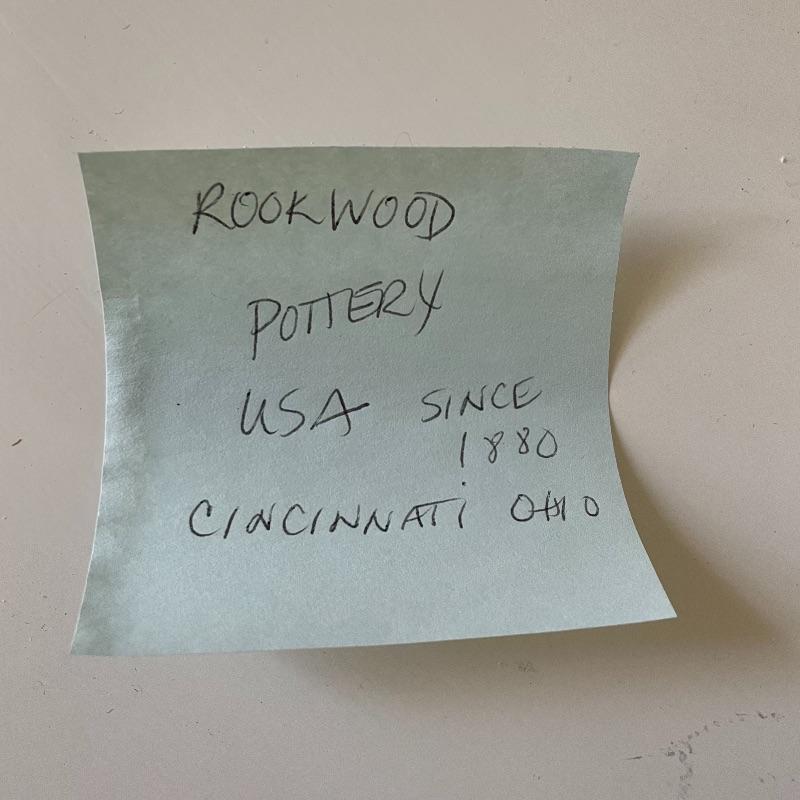 ROOKWOOD
POTTERY
USA SINCE
1880
CINCINNATi OHIO